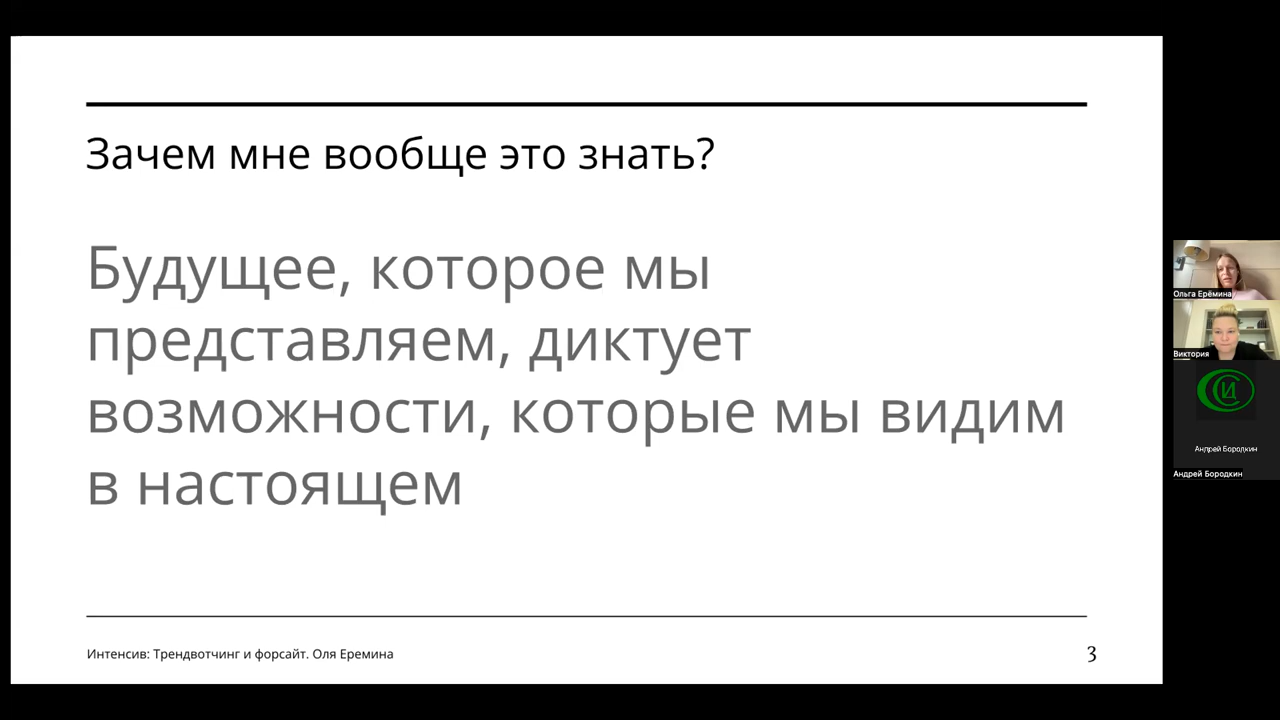 Зачем мне вообще это знать?
Будущее, которое мы
представляем, диктует
возможности, которые мы видим
в настоящем
Интенсив: Трендвотчинг и форсайт. Оля Еремина
3
Ольга Ерёмина
Виктория
Андрей Бородкин
Андрей Бородкин